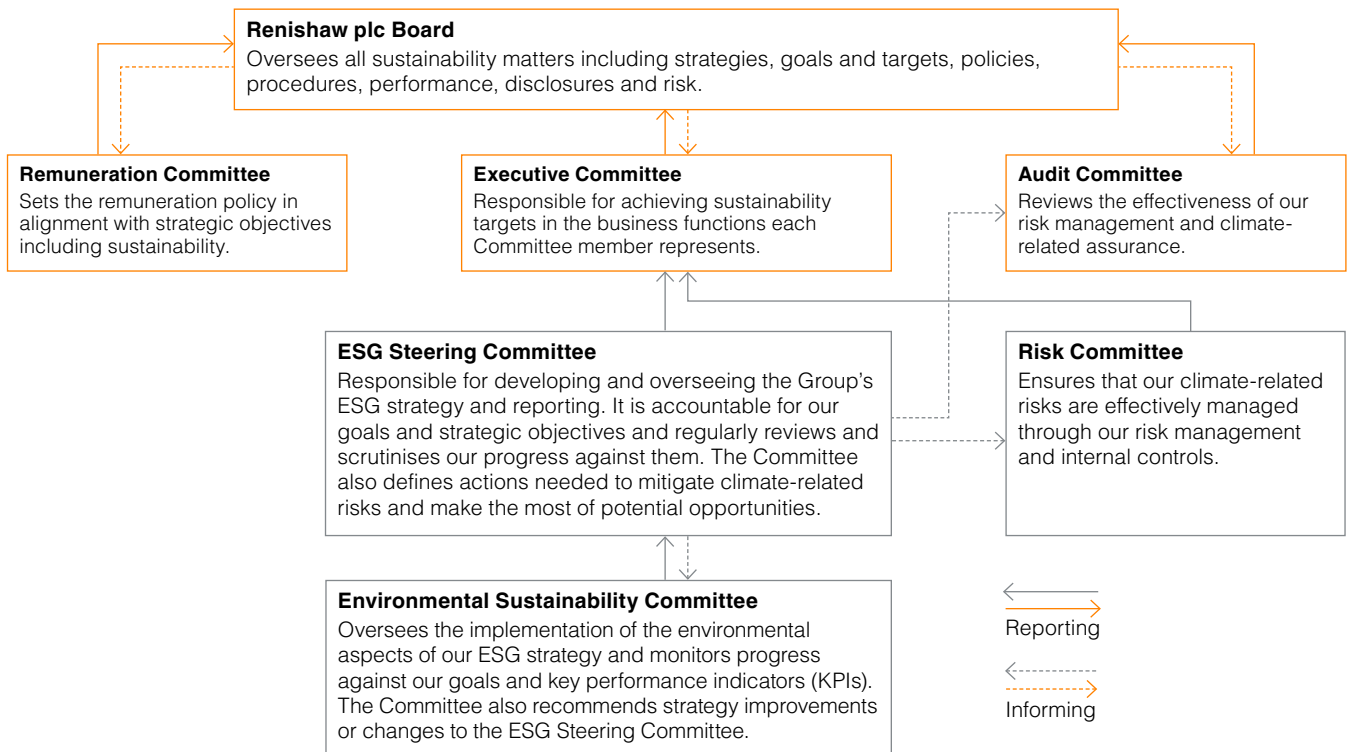 Renishaw plc Board
Oversees all sustainability matters including strategies, goals and targets, policies,
procedures, performance, disclosures and risk.
Remuneration Committee
Sets the remuneration policy in
alignment with strategic objectives
including sustainability.
Executive Committee
Responsible for achieving sustainability
targets in the business functions each
Committee member represents.
Audit Committee
Reviews the effectiveness of our
risk management and climate-
related assurance.
ESG Steering Committee
Responsible for developing and overseeing the Group’s
ESG strategy and reporting. It is accountable for our
goals and strategic objectives and regularly reviews and
scrutinises our progress against them. The Committee
also defines actions needed to mitigate climate-related
risks and make the most of potential opportunities.
Risk Committee
Ensures that our climate-related
risks are effectively managed
through our risk management
and internal controls.
Environmental Sustainability Committee
Oversees the implementation of the environmental
aspects of our ESG strategy and monitors progress
against our goals and key performance indicators (KPIs).
The Committee also recommends strategy improvements
or changes to the ESG Steering Committee.
Reporting
Informing